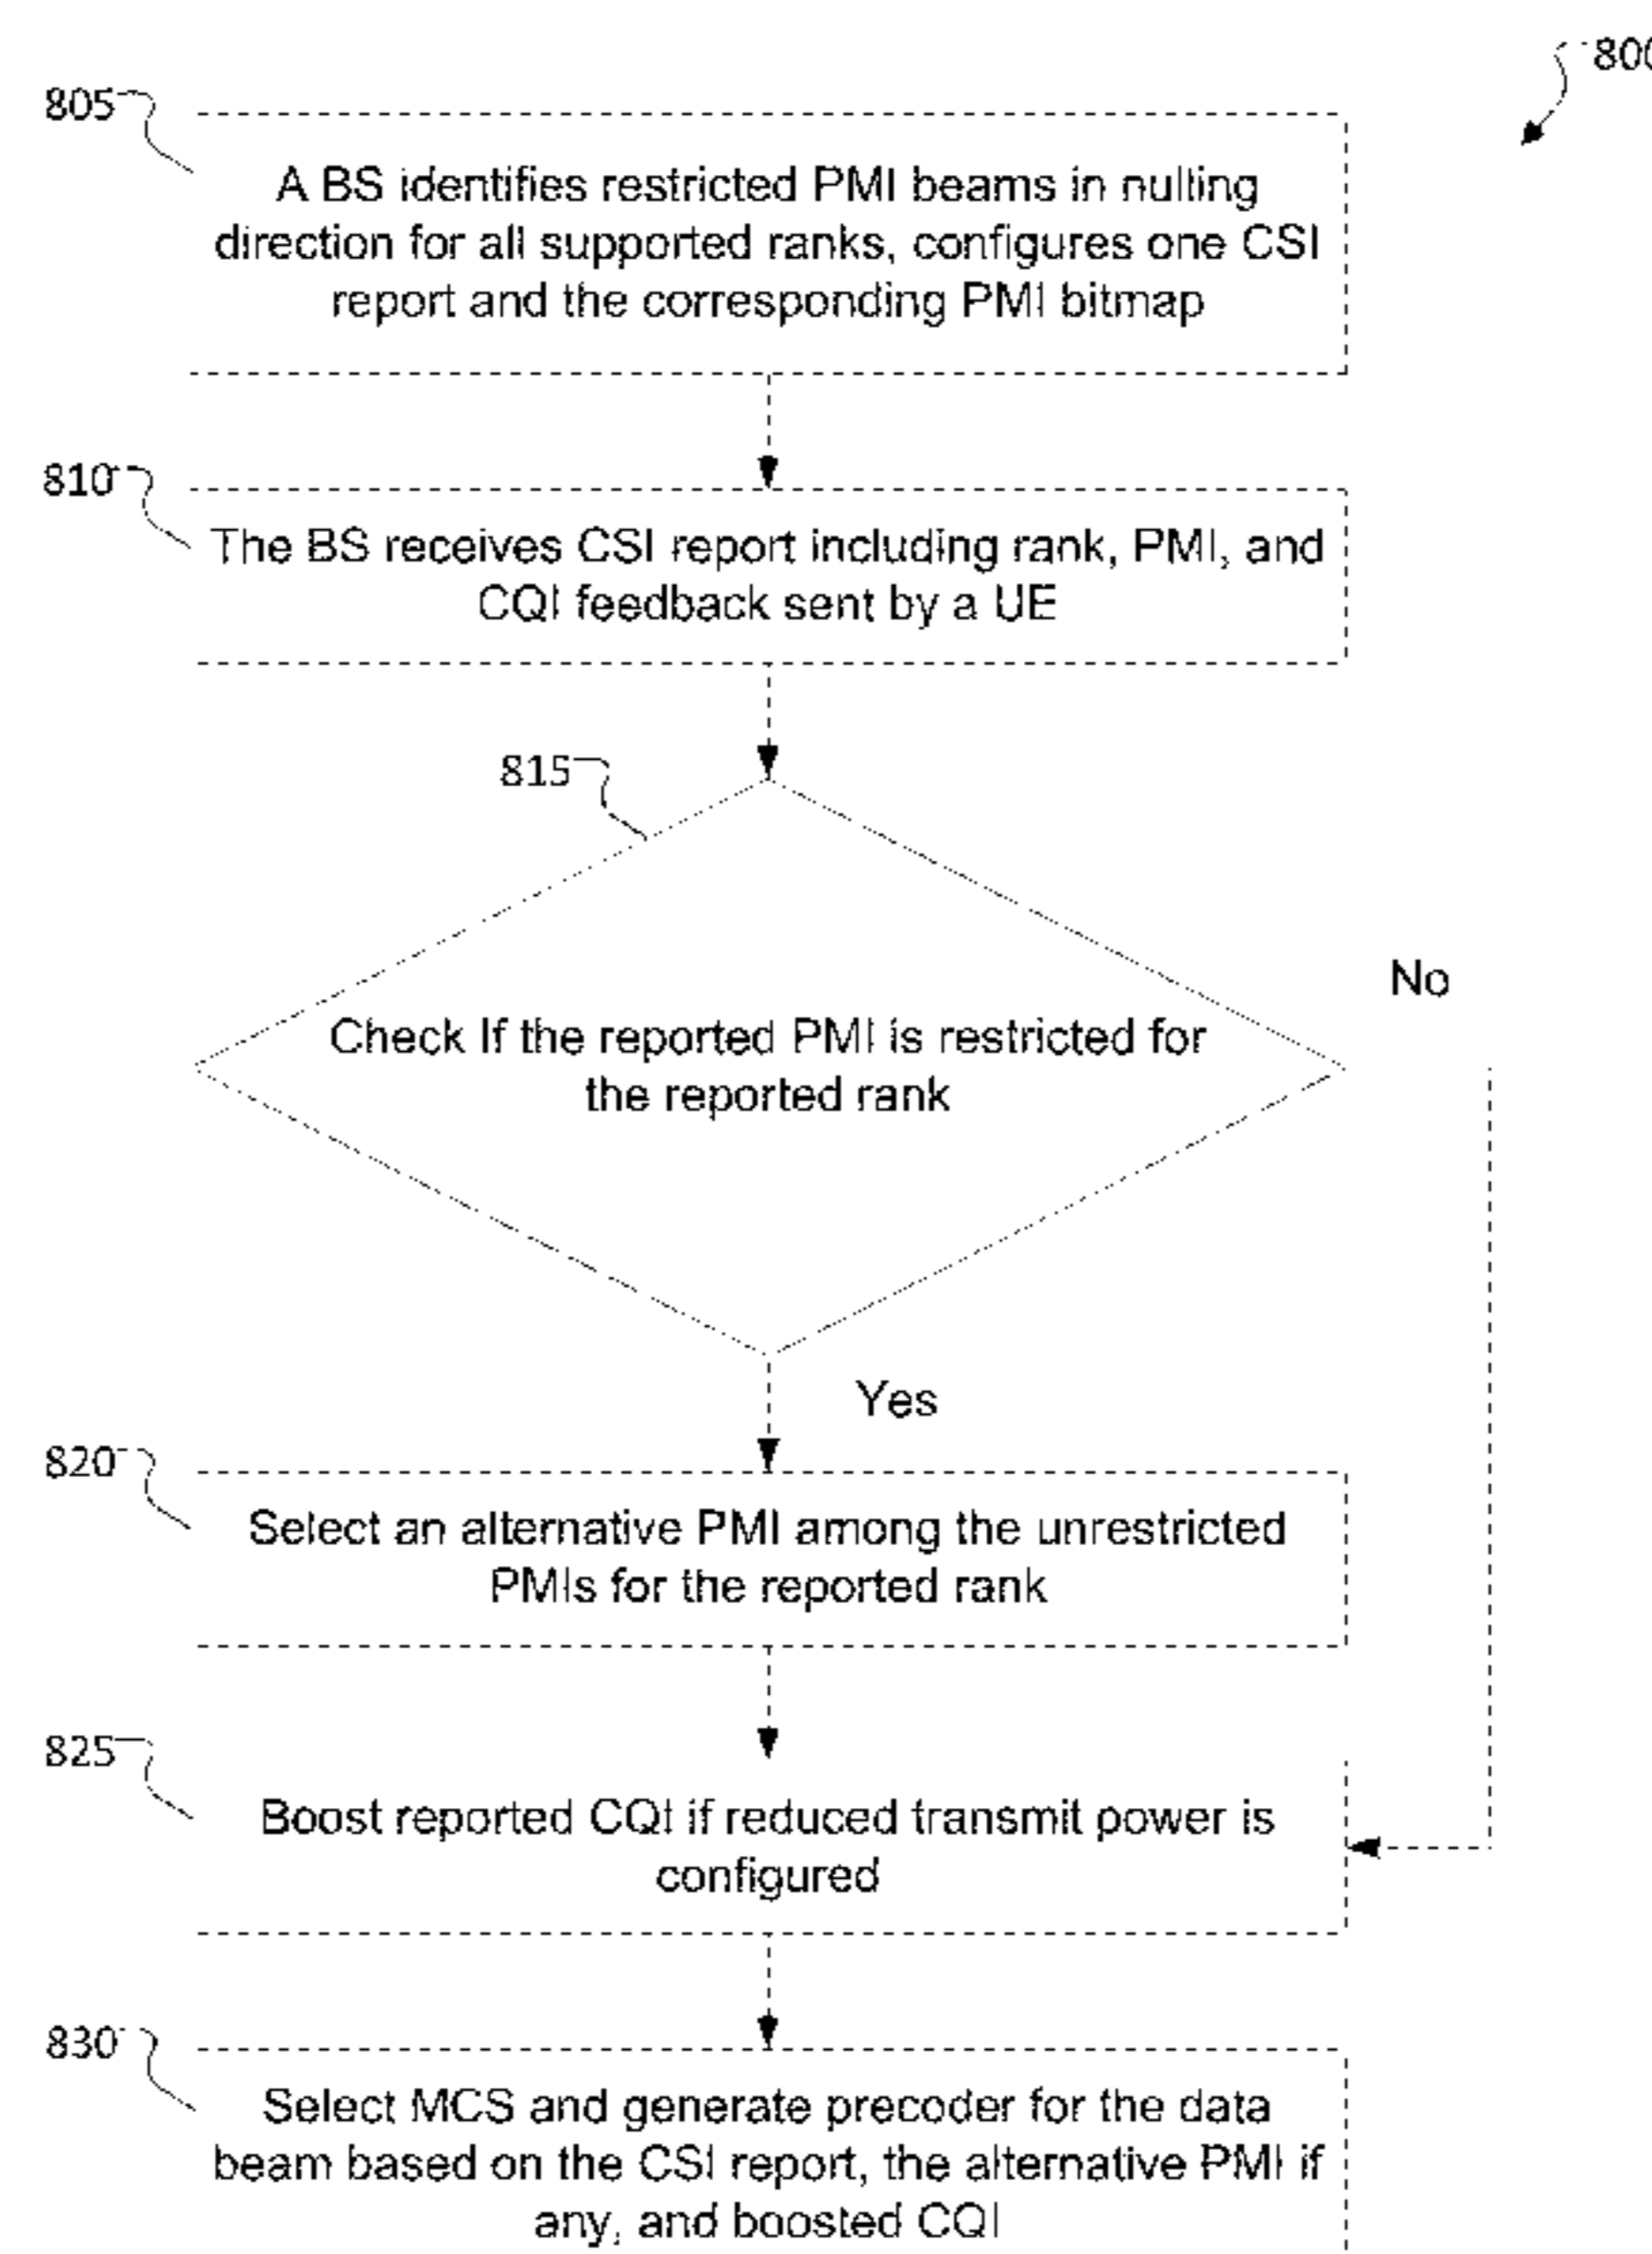 800
805
A BS identifies restricted PMI beams in nulling
direction for all supported ranks, configures one CSI
report and the corresponding PMI bitmap
810
The BS receives CSI report including rank, PMI, and
CQI feedback sent by a UE
815
No
Check If the reported PMI is restricted for
the reported rank
Yes
820
Select an alternative PMI among the unrestricted
PMIs for the reported rank
825
Boost reported CQI if reduced transmit power is
configured
830
Select MCS and generate precoder for the data
beam based on the CSI report, the alternative PMI if
any, and boosted CQI